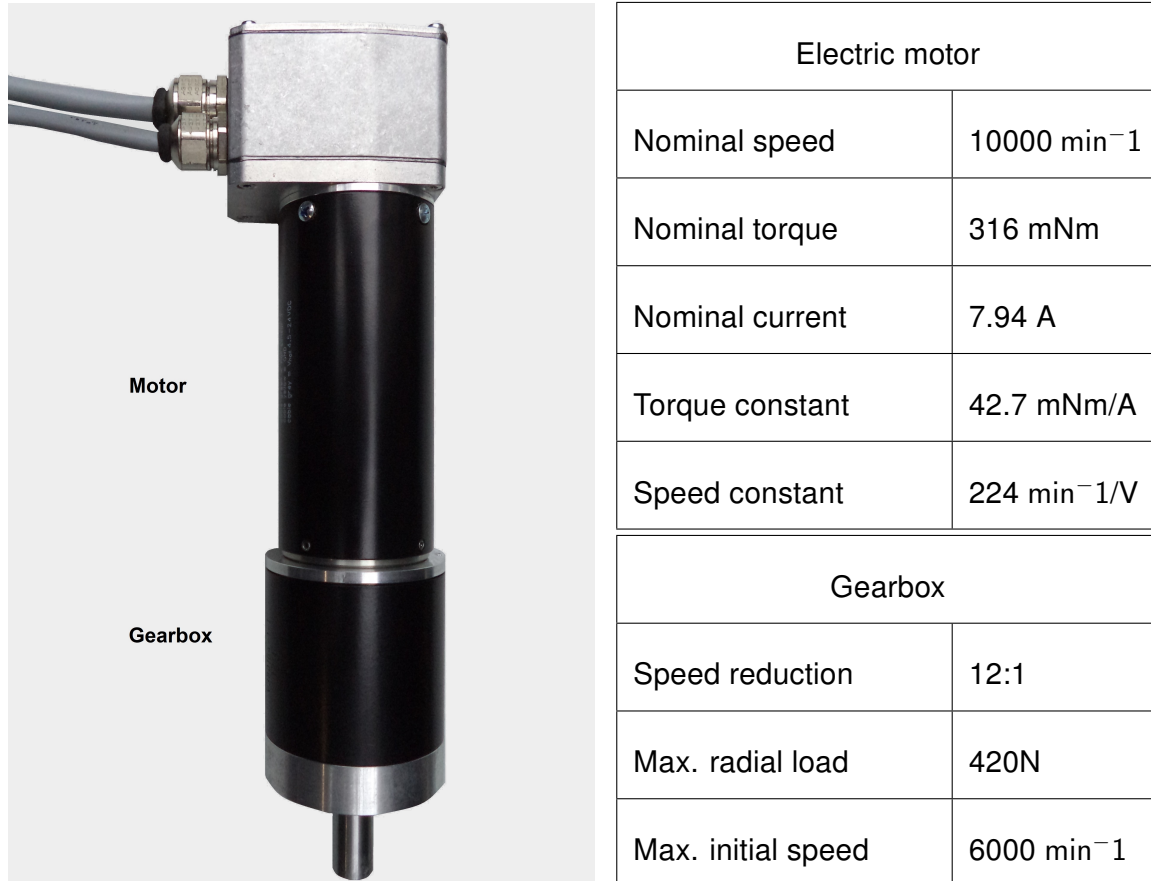 Motor
Gearbox
Electric motor
Nominal speed 10000 min⁻1
Nominal torque 316 mNm
Nominal current 7.94 A
Torque constant 42.7 mNm/A
Speed constant 224 min⁻1/V
Gearbox
Speed reduction 12:1
Max. radial load 420N
Max. initial speed 6000 min⁻1